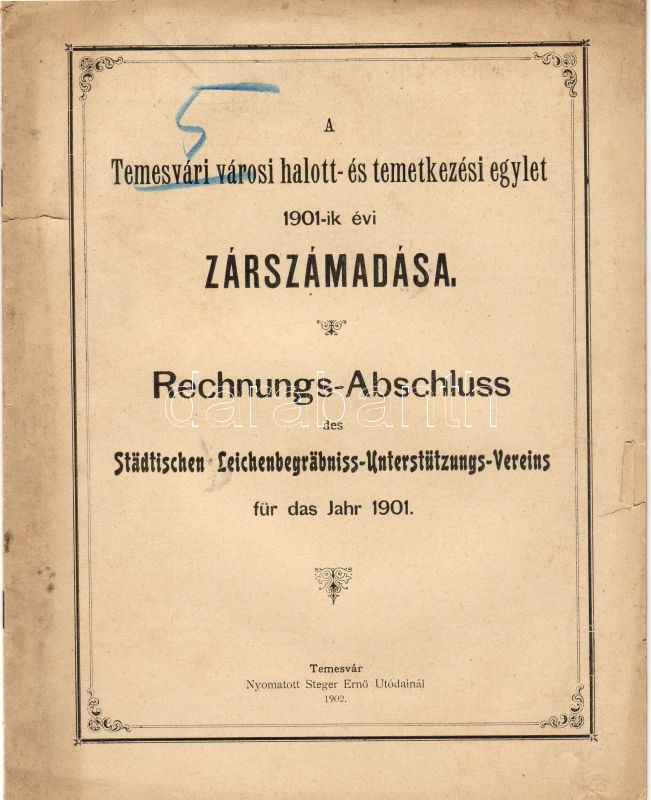 5
A
Temesvári városi halott- és temetkezési egylet
1901-ik évi
ZÁRSZÁMADÁSA.
Rechnungs-Abschluss
darabanth
des
Städtischen Leichenbegräbniss-Unterstützungs-Vereins
für das Jahr 1901.
Temesvár
Nyomatott Steger Ernő Utódainál
1902.